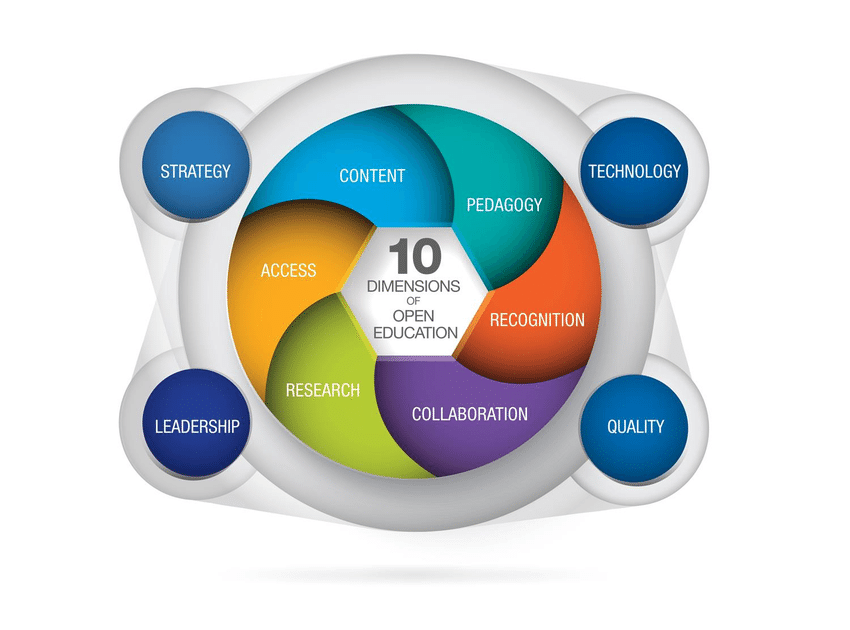 STRATEGY
CONTENT
TECHNOLOGY
PEDAGOGY
ACCESS
10
DIMENSIONS
OF
OPEN
EDUCATION
RECOGNITION
RESEARCH
COLLABORATION
LEADERSHIP
QUALITY